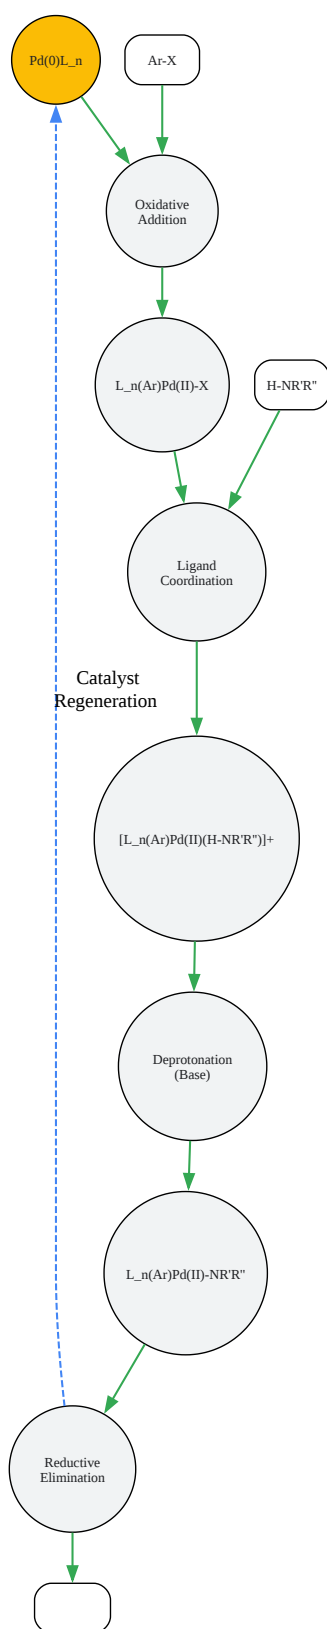 Pd(0)L_n
Ar-X
Oxidative
Addition
L_n(Ar)Pd(II)-X
H-NR'R''
Ligand
Coordination
Catalyst
Regeneration
[L_n(Ar)Pd(II)(H-NR'R'')]+
Deprotonation
(Base)
L_n(Ar)Pd(II)-NR'R''
Reductive
Elimination